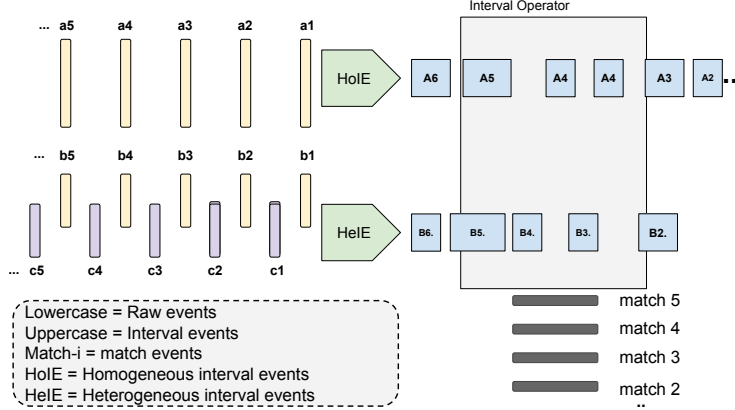 Interval Operator
... a5 a4 a3 a2 a1
HoIE
A6 A5 A4 A4 A3 A2 ..
... b5 b4 b3 b2 b1
HeIE
B6. B5. B4. B3. B2.
... c5 c4 c3 c2 c1
Lowercase = Raw events
Uppercase = Interval events
Match-i = match events
HoIE = Homogeneous interval events
HeIE = Heterogeneous interval events
match 5
match 4
match 3
match 2